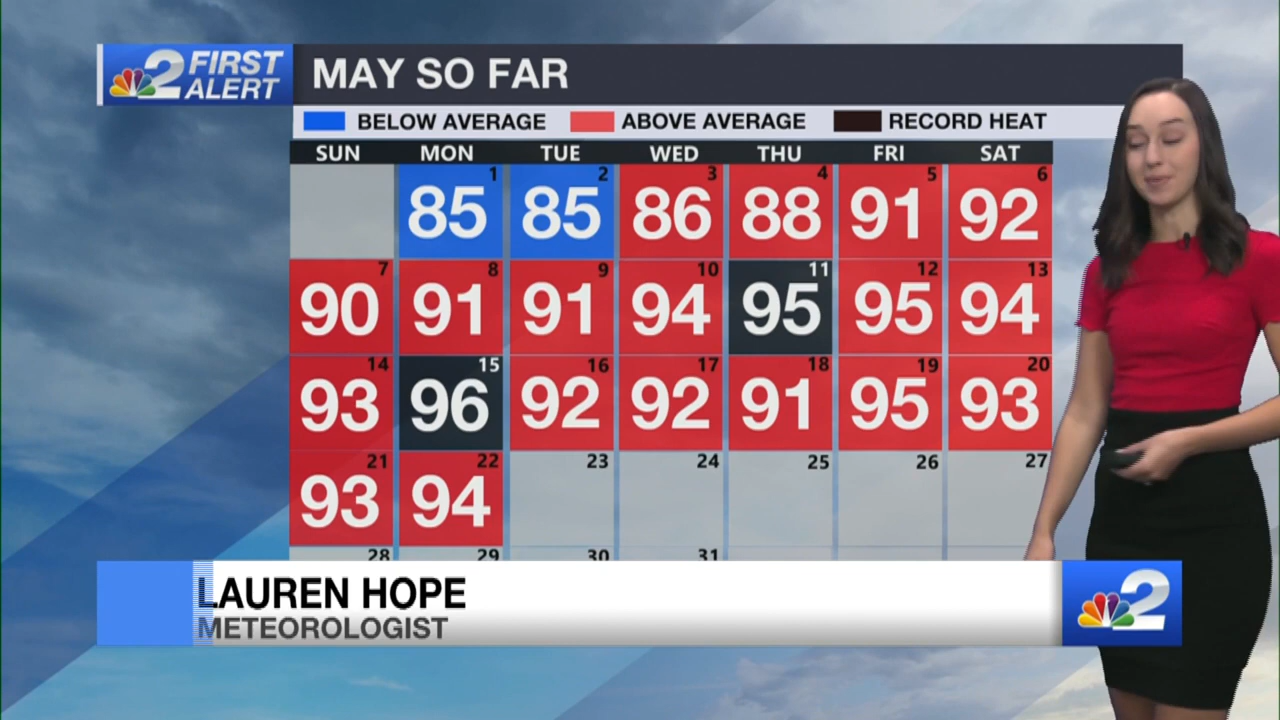 2 FIRST ALERT
MAY SO FAR
BELOW AVERAGE ABOVE AVERAGE RECORD HEAT
SUN MON TUE WED THU FRI SAT
1 2 3 4 5 6
85 85 86 88 91 92
7 8 9 10 11 12 13
90 91 91 94 95 95 94
14 15 16 17 18 19 20
93 96 92 92 91 95 93
21 22 23 24 25 26 27
93 94
28 29 30 31
LAUREN HOPE
METEOROLOGIST
2